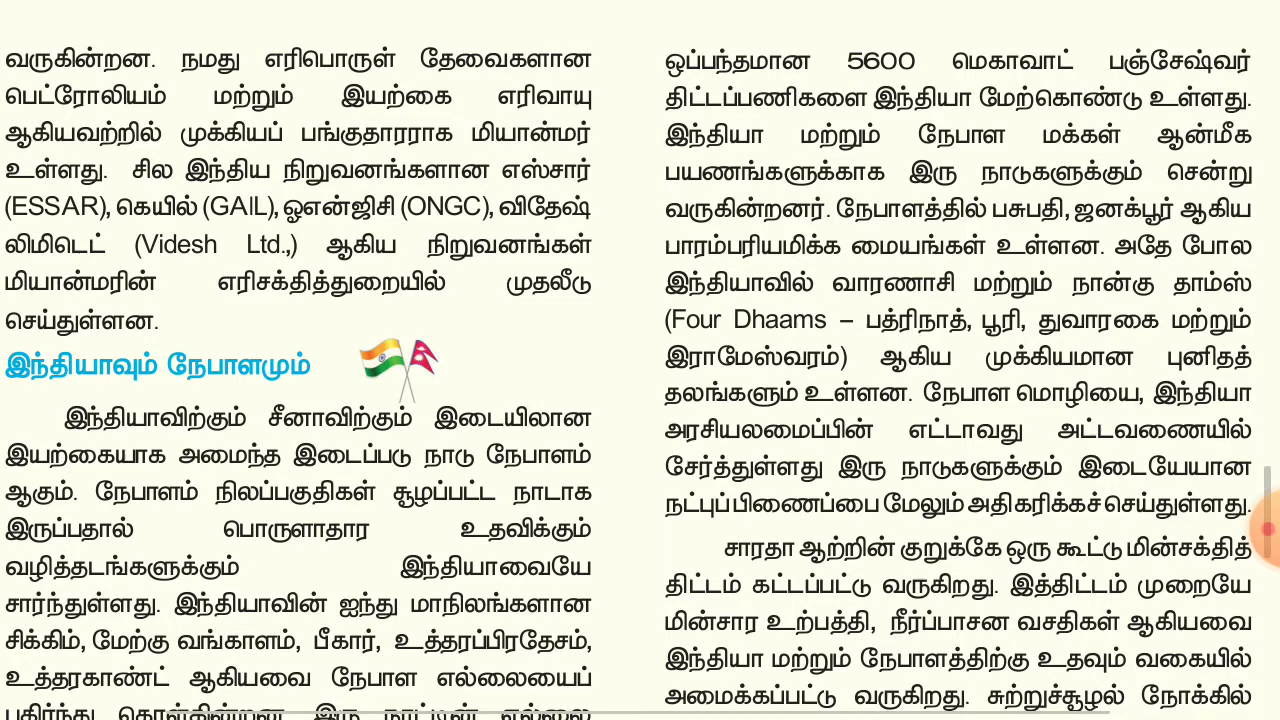 வருகின்றன. நமது எரிபொருள் தேவைகளான
பெட்ரோலியம் மற்றும் இயற்கை எரிவாயு
ஆகியவற்றில் முக்கியப் பங்குதாரராக மியான்மர்
உள்ளது. சில இந்திய நிறுவனங்களான எஸ்சார்
(ESSAR), கெயில் (GAIL), ஓஎன்ஜிசி (ONGC), விதேஷ்
லிமிடெட் (Videsh Ltd.,) ஆகிய நிறுவனங்கள்
மியான்மரின் எரிசக்தித்துறையில் முதலீடு
செய்துள்ளன.
இந்தியாவும் நேபாளமும்
இந்தியாவிற்கும் சீனாவிற்கும் இடையிலான
இயற்கையாக அமைந்த இடைப்படு நாடு நேபாளம்
ஆகும். நேபாளம் நிலப்பகுதிகள் சூழப்பட்ட நாடாக
இருப்பதால் பொருளாதார உதவிக்கும்
வழித்தடங்களுக்கும் இந்தியாவையே
சார்ந்துள்ளது. இந்தியாவின் ஐந்து மாநிலங்களான
சிக்கிம், மேற்கு வங்காளம், பீகார், உத்தரப்பிரதேசம்,
உத்தரகாண்ட் ஆகியவை நேபாள எல்லையைப்
பகிர்ந்து கொள்கின்றன. இரு நாட்டின் எல்லை
ஒப்பந்தமான 5600 மெகாவாட் பஞ்சேஷ்வர்
திட்டப்பணிகளை இந்தியா மேற்கொண்டு உள்ளது.
இந்தியா மற்றும் நேபாள மக்கள் ஆன்மீக
பயணங்களுக்காக இரு நாடுகளுக்கும் சென்று
வருகின்றனர். நேபாளத்தில் பசுபதி, ஜனக்பூர் ஆகிய
பாரம்பரியமிக்க மையங்கள் உள்ளன. அதே போல
இந்தியாவில் வாரணாசி மற்றும் நான்கு தாம்ஸ்
(Four Dhaams – பத்ரிநாத், பூரி, துவாரகை மற்றும்
இராமேஸ்வரம்) ஆகிய முக்கியமான புனிதத்
தலங்களும் உள்ளன. நேபாள மொழியை, இந்தியா
அரசியலமைப்பின் எட்டாவது அட்டவணையில்
சேர்த்துள்ளது இரு நாடுகளுக்கும் இடையேயான
நட்புப் பிணைப்பை மேலும் அதிகரிக்கச் செய்துள்ளது.
சாரதா ஆற்றின் குறுக்கே ஒரு கூட்டு மின்சக்தித்
திட்டம் கட்டப்பட்டு வருகிறது. இத்திட்டம் முறையே
மின்சார உற்பத்தி, நீர்ப்பாசன வசதிகள் ஆகியவை
இந்தியா மற்றும் நேபாளத்திற்கு உதவும் வகையில்
அமைக்கப்பட்டு வருகிறது. சுற்றுச்சூழல் நோக்கில்